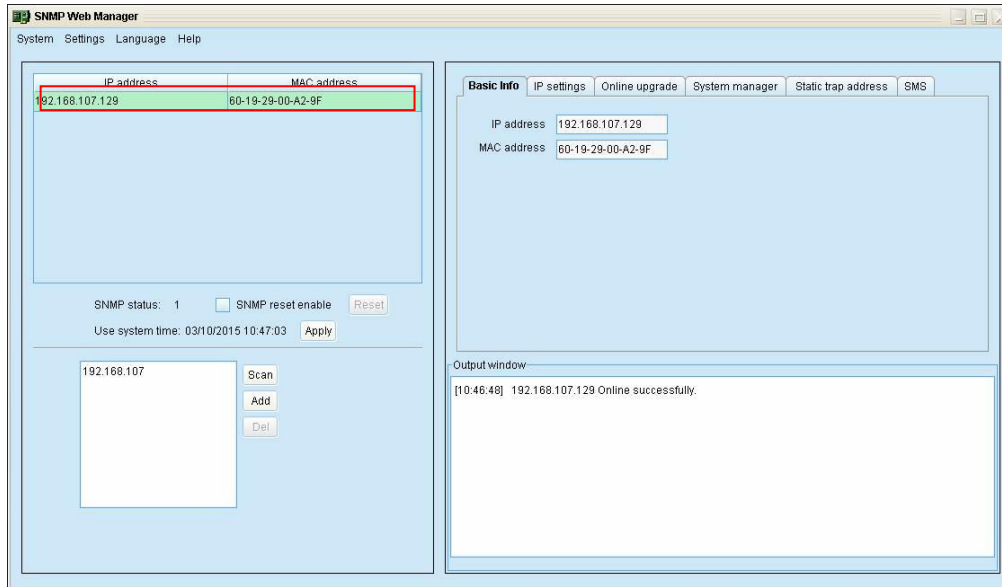 SNMP Web Manager
System Settings Language Help
IP address MAC address
192.168.107.129 60-19-29-00-A2-9F
SNMP status: 1 SNMP reset enable Reset
Use system time: 03/10/2015 10:47:03 Apply
192.168.107
Scan
Add
Del
Basic Info IP settings Online upgrade System manager Static trap address SMS
IP address 192.168.107.129
MAC address 60-19-29-00-A2-9F
Output window
[10:46:48] 192.168.107.129 Online successfully.